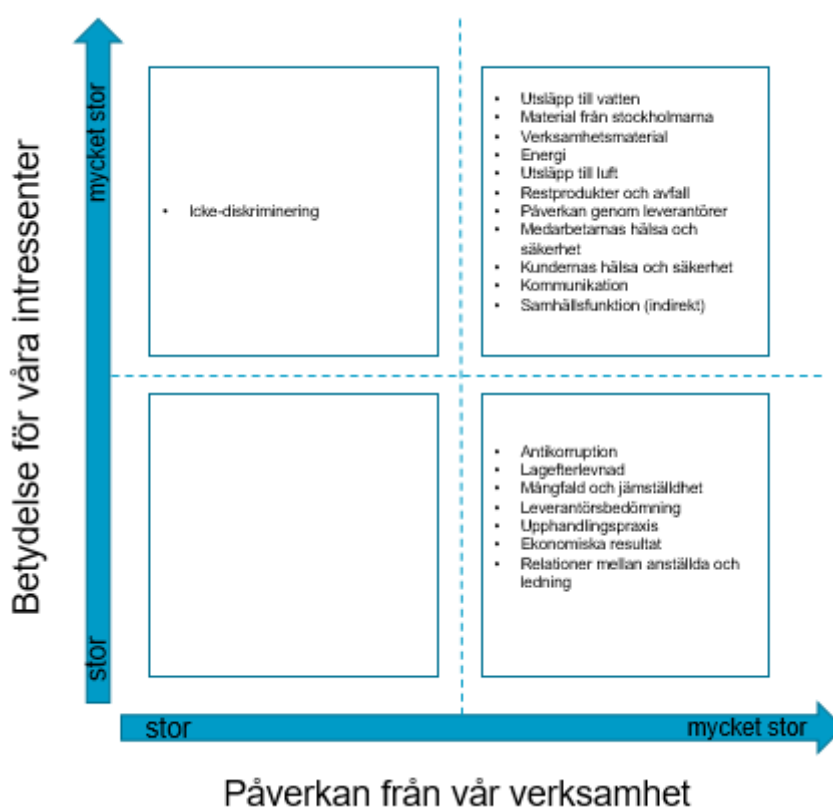 Betydelse för våra intressenter
mycket stor
stor
• Icke-diskriminering
• Utsläpp till vatten
• Material från stockholmarna
• Verksamhetsmaterial
• Energi
• Utsläpp till luft
• Restprodukter och avfall
• Påverkan genom leverantörer
• Medarbetarnas hälsa och
säkerhet
• Kundernas hälsa och säkerhet
• Kommunikation
• Samhällsfunktion (indirekt)
• Antikorruption
• Lagefterlevnad
• Mångfald och jämställdhet
• Leverantörsbedömning
• Upphandlingspraxis
• Ekonomiska resultat
• Relationer mellan anställda och
ledning
stor
mycket stor
Påverkan från vår verksamhet